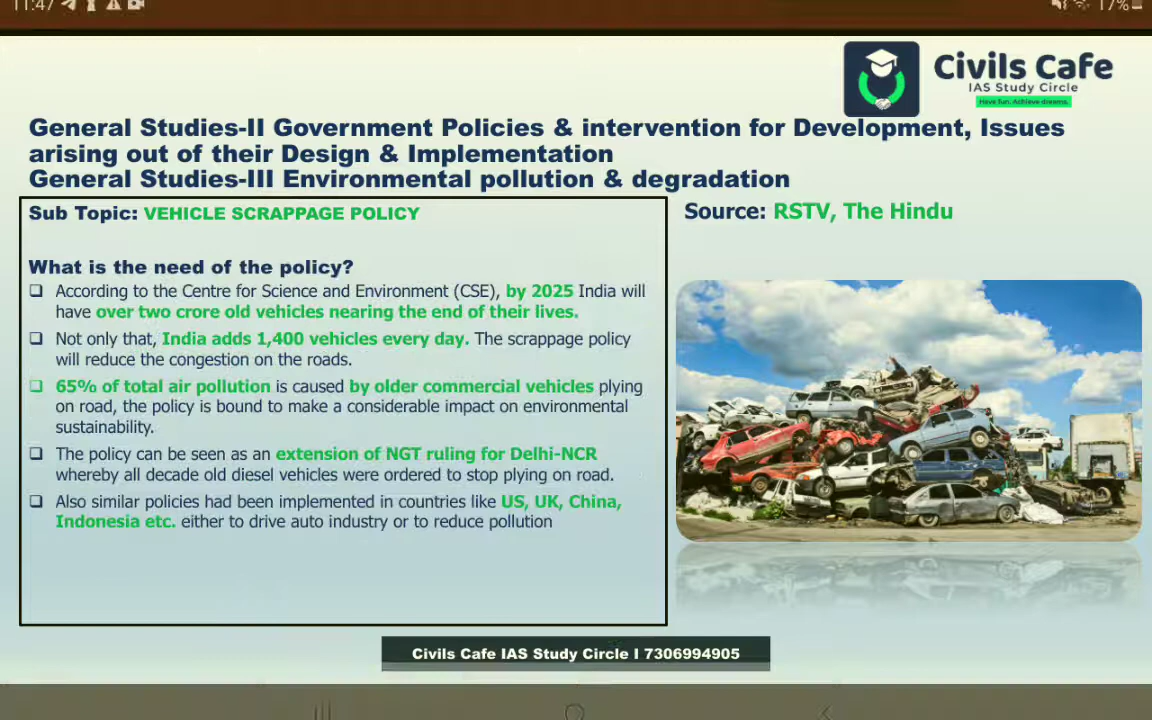 11:47
17%
Civils Cafe
IAS Study Circle
Have fun. Achieve dreams.
General Studies-II Government Policies & intervention for Development, Issues
arising out of their Design & Implementation
General Studies-III Environmental pollution & degradation
Sub Topic: VEHICLE SCRAPPAGE POLICY
Source: RSTV, The Hindu
What is the need of the policy?
According to the Centre for Science and Environment (CSE), by 2025 India will
have over two crore old vehicles nearing the end of their lives.
Not only that, India adds 1,400 vehicles every day. The scrappage policy
will reduce the congestion on the roads.
65% of total air pollution is caused by older commercial vehicles plying
on road, the policy is bound to make a considerable impact on environmental
sustainability.
The policy can be seen as an extension of NGT ruling for Delhi-NCR
whereby all decade old diesel vehicles were ordered to stop plying on road.
Also similar policies had been implemented in countries like US, UK, China,
Indonesia etc. either to drive auto industry or to reduce pollution
Civils Cafe IAS Study Circle I 7306994905